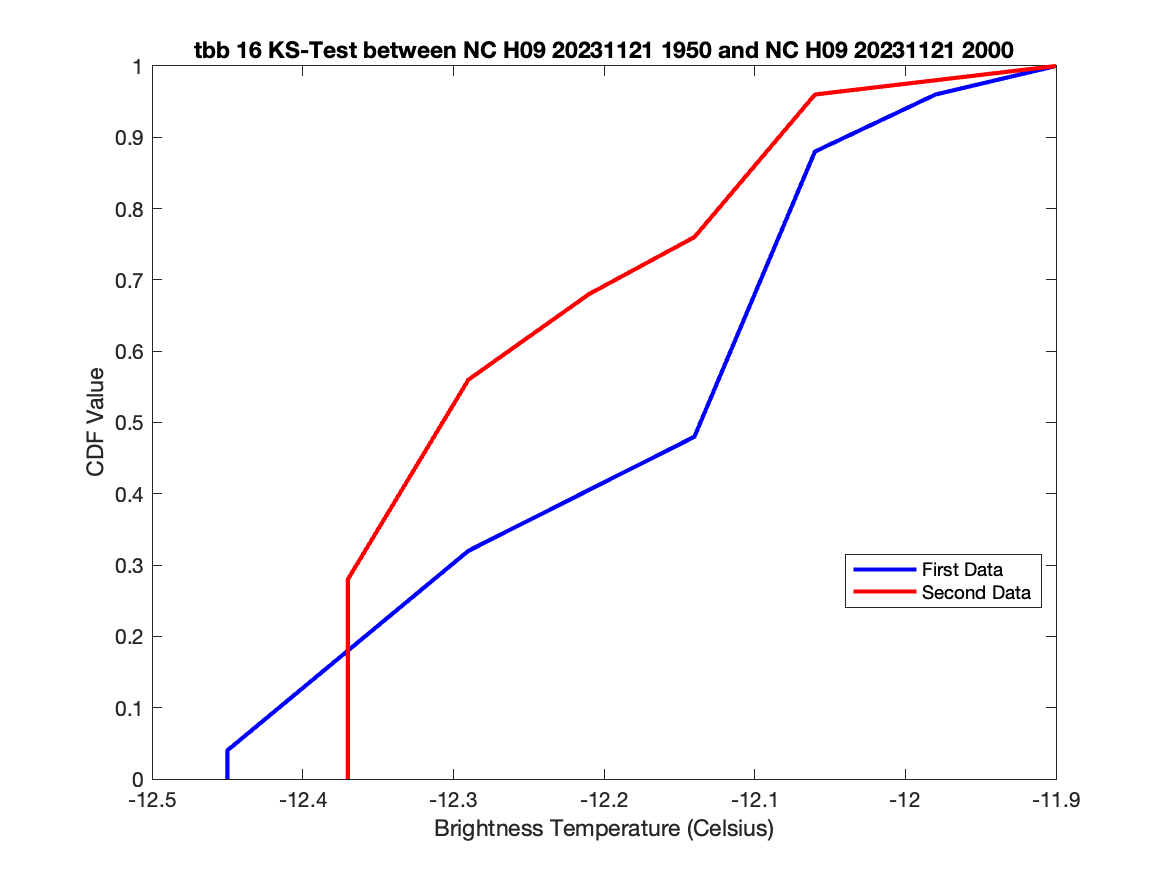 tbb 16 KS-Test between NC H09 20231121 1950 and NC H09 20231121 2000
1
0.9
0.8
0.7
0.6
0.5
0.4
0.3
0.2
0.1
0
CDF Value
First Data
Second Data
-12.5 -12.4 -12.3 -12.2 -12.1 -12 -11.9
Brightness Temperature (Celsius)